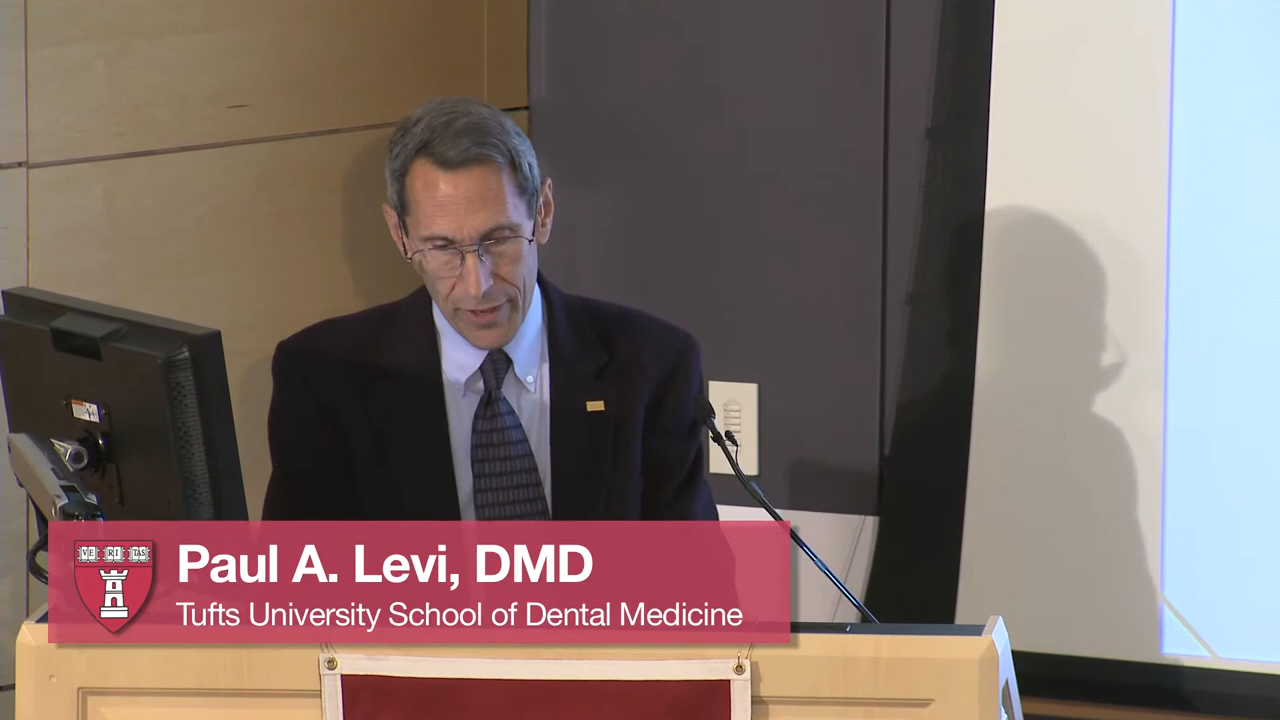 VE RI TAS
Paul A. Levi, DMD
Tufts University School of Dental Medicine